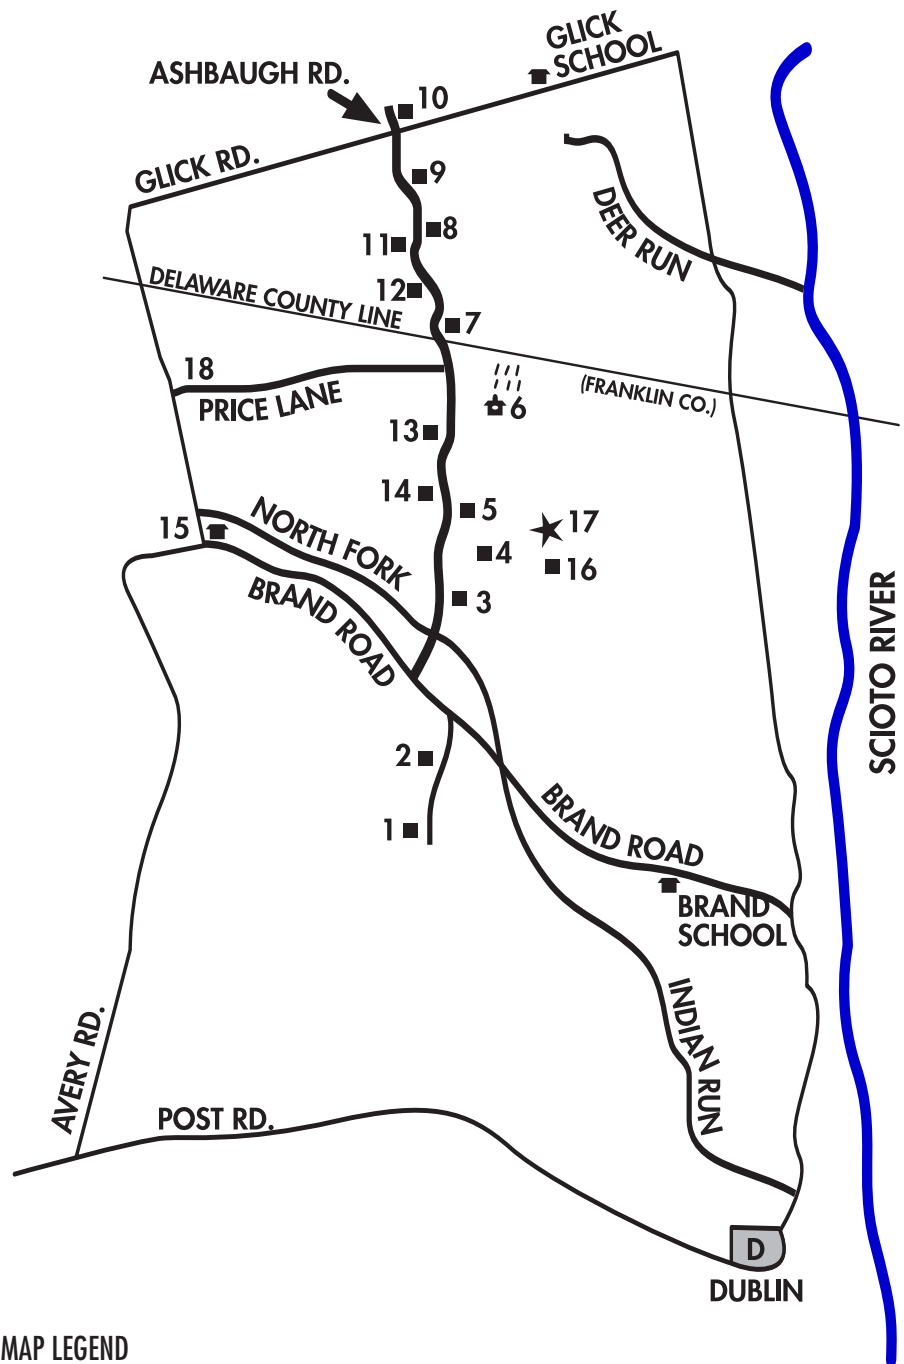 GLICK
SCHOOL
ASHBAUGH RD.
10
GLICK RD.
9
DEER RUN
8
11
DELAWARE COUNTY LINE
12
7
18
(FRANKLIN CO.)
PRICE LANE
6
13
14
NORTH FORK
5
17
15
4
16
BRAND ROAD
3
SCIOTO RIVER
2
BRAND ROAD
1
BRAND
SCHOOL
INDIAN RUN
AVERY RD.
POST RD.
D
DUBLIN
MAP LEGEND